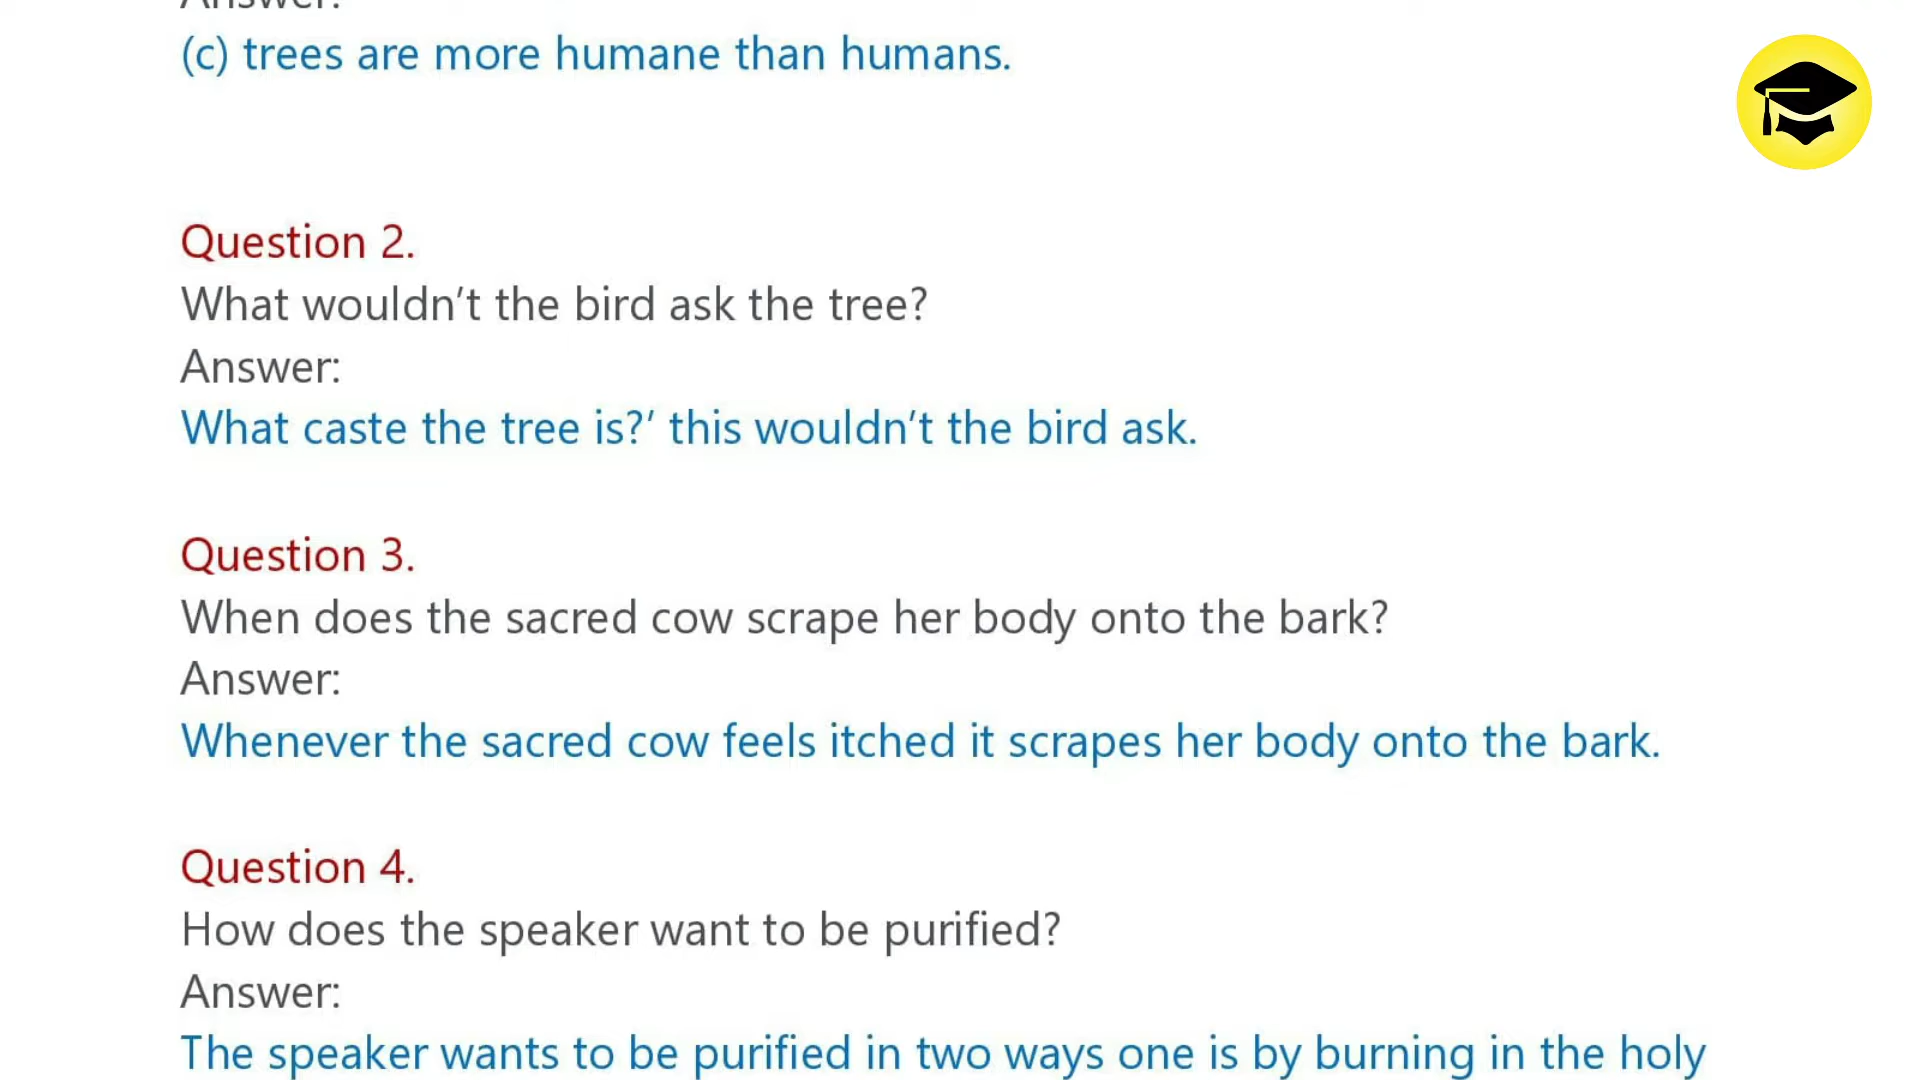 Answer:
(c) trees are more humane than humans.
Question 2.
What wouldn’t the bird ask the tree?
Answer:
What caste the tree is?’ this wouldn’t the bird ask.
Question 3.
When does the sacred cow scrape her body onto the bark?
Answer:
Whenever the sacred cow feels itched it scrapes her body onto the bark.
Question 4.
How does the speaker want to be purified?
Answer:
The speaker wants to be purified in two ways one is by burning in the holy